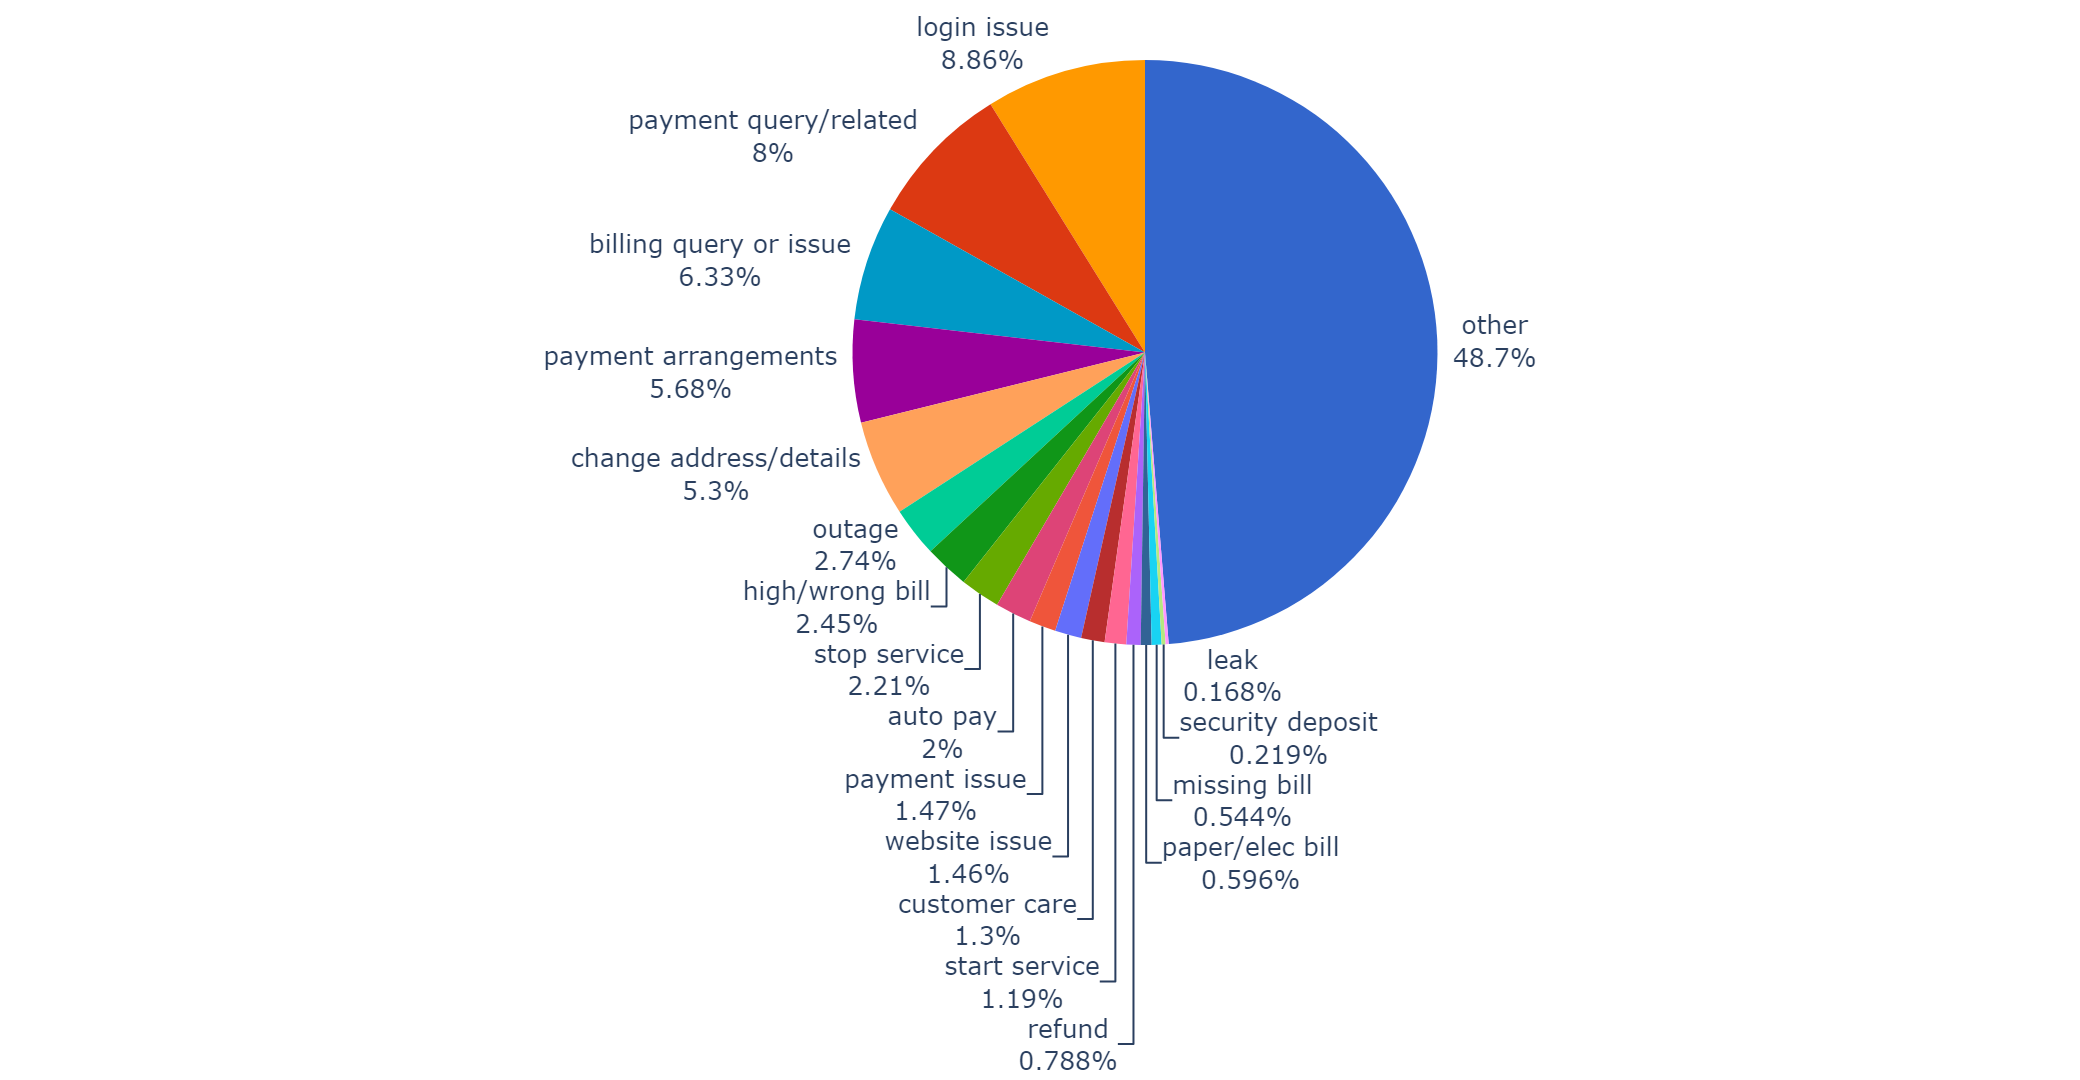 login issue
8.86%
payment query/related
8%
billing query or issue
6.33%
payment arrangements
5.68%
change address/details
5.3%
outage
2.74%
high/wrong bill
2.45%
stop service
2.21%
auto pay
2%
payment issue
1.47%
website issue
1.46%
customer care
1.3%
start service
1.19%
refund
0.788%
other
48.7%
leak
0.168%
security deposit
0.219%
missing bill
0.544%
paper/elec bill
0.596%